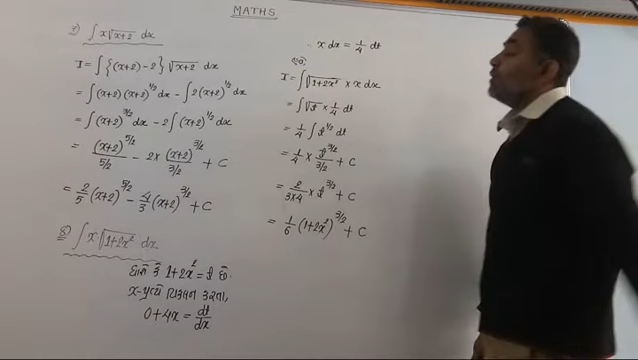 MATHS
7) ∫ x√(x+2) dx
I = ∫ {(x+2) - 2} √(x+2) dx
= ∫ (x+2)(x+2)^(1/2) dx - ∫ 2(x+2)^(1/2) dx
= ∫ (x+2)^(3/2) dx - 2∫ (x+2)^(1/2) dx
= (x+2)^(5/2) / (5/2) - 2 × (x+2)^(3/2) / (3/2) + C
= 2/5 (x+2)^(5/2) - 4/3 (x+2)^(3/2) + C
8) ∫ x√(1+2x²) dx
1+2x² = t છે.
0 + 4x = dt/dx
∴ x dx = 1/4 dt
I = ∫ √(1+2x²) × x dx
= ∫ √t × 1/4 dt
= 1/4 ∫ t^(1/2) dt
= 1/4 × t^(3/2) / (3/2) + C
= 2/(3×4) × t^(3/2) + C
= 1/6 (1+2x²)^(3/2) + C